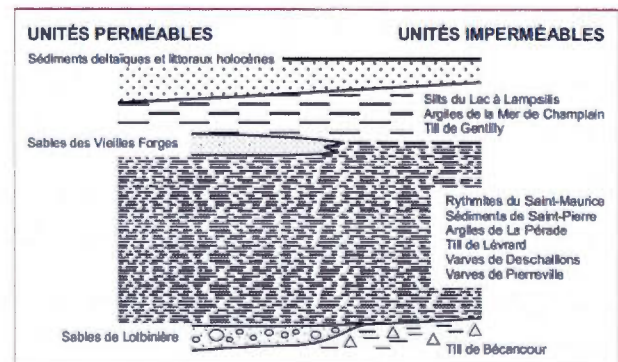 UNITÉS PERMÉABLES
UNITÉS IMPERMÉABLES
Sédiments deltaïques et littoraux holocènes
Silts du Lac à Lampsilis
Argiles de la Mer de Champlain
Till de Gentilly
Sables des Vieilles Forges
Rythmites du Saint-Maurice
Sédiments de Saint-Pierre
Argiles de La Pérade
Till de Lévrard
Varves de Deschaillons
Varves de Pierreville
Sables de Lotbinière
Till de Bécancour